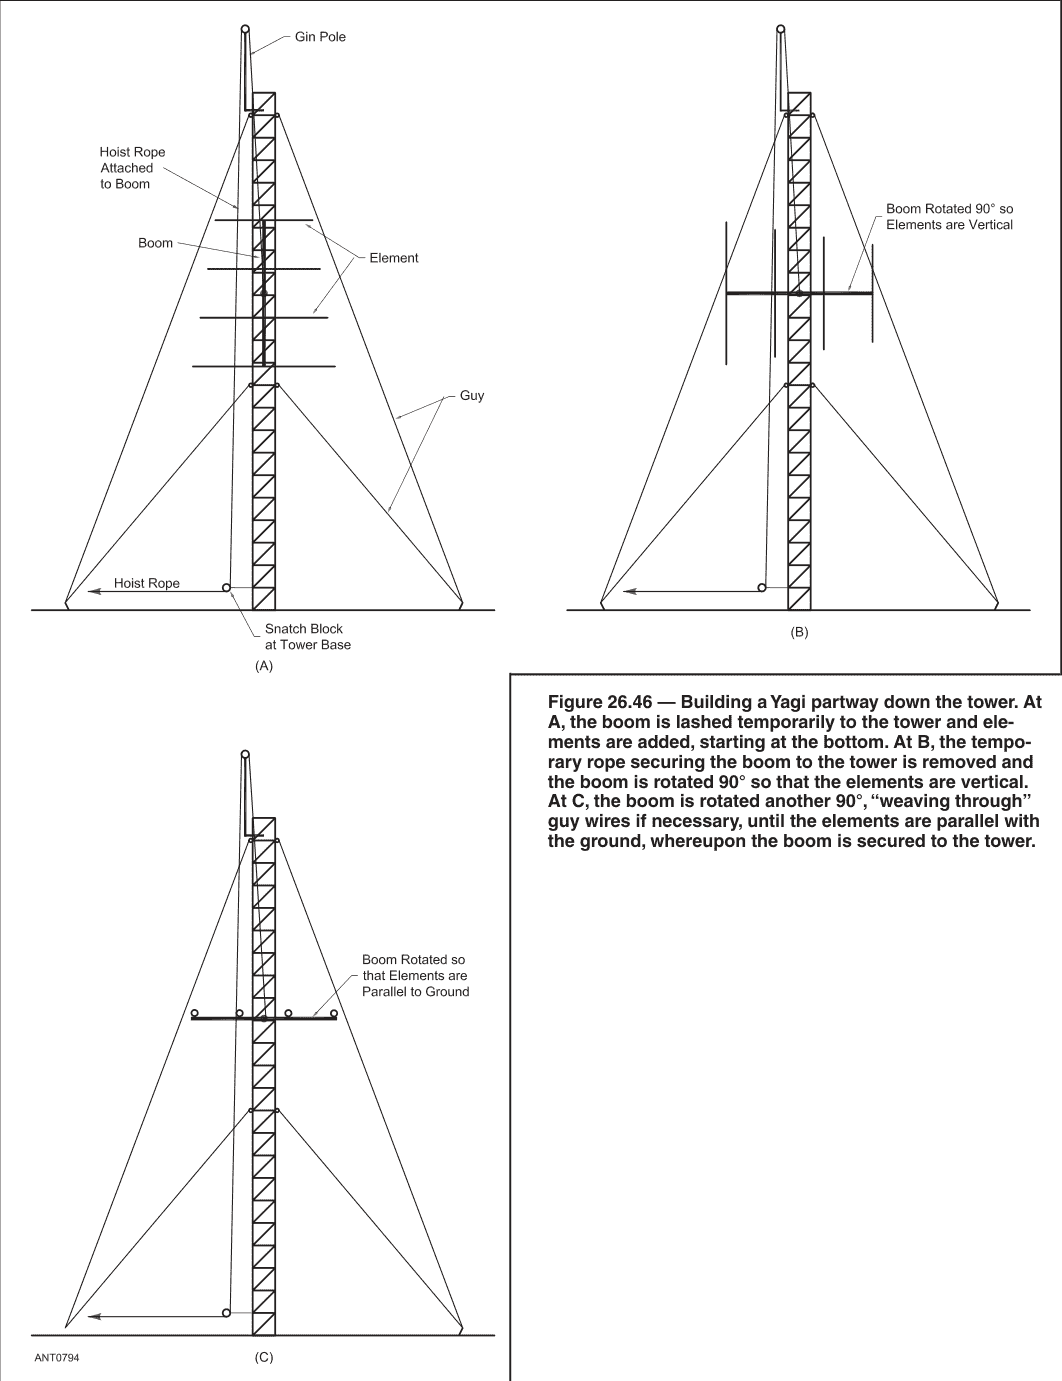 Gin Pole
Hoist Rope
Attached
to Boom
Boom
Element
Guy
Hoist Rope
Snatch Block
at Tower Base
(A)
Boom Rotated 90° so
Elements are Vertical
(B)
Figure 26.46 — Building a Yagi partway down the tower. At
A, the boom is lashed temporarily to the tower and ele-
ments are added, starting at the bottom. At B, the tempo-
rary rope securing the boom to the tower is removed and
the boom is rotated 90° so that the elements are vertical.
At C, the boom is rotated another 90°, “weaving through”
guy wires if necessary, until the elements are parallel with
the ground, whereupon the boom is secured to the tower.
Boom Rotated so
that Elements are
Parallel to Ground
ANT0794
(C)